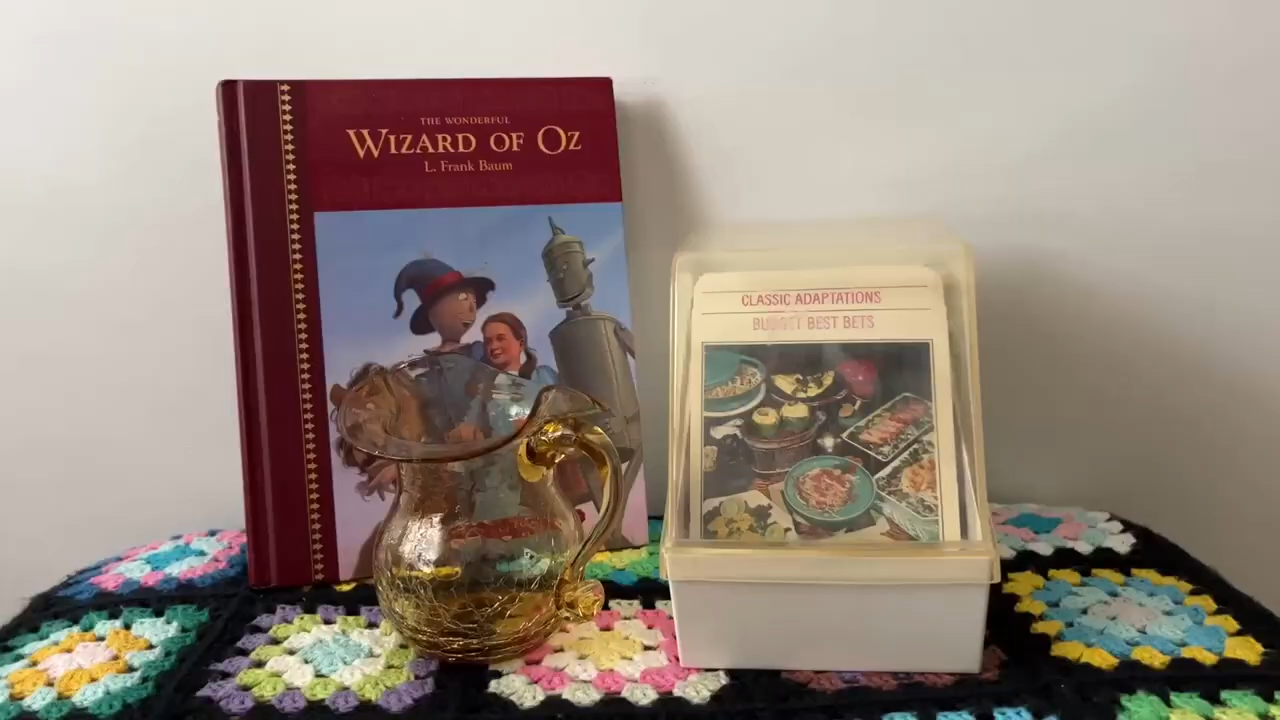 THE WONDERFUL
WIZARD OF OZ
L. Frank Baum
CLASSIC ADAPTATIONS
BUDGET BEST BETS